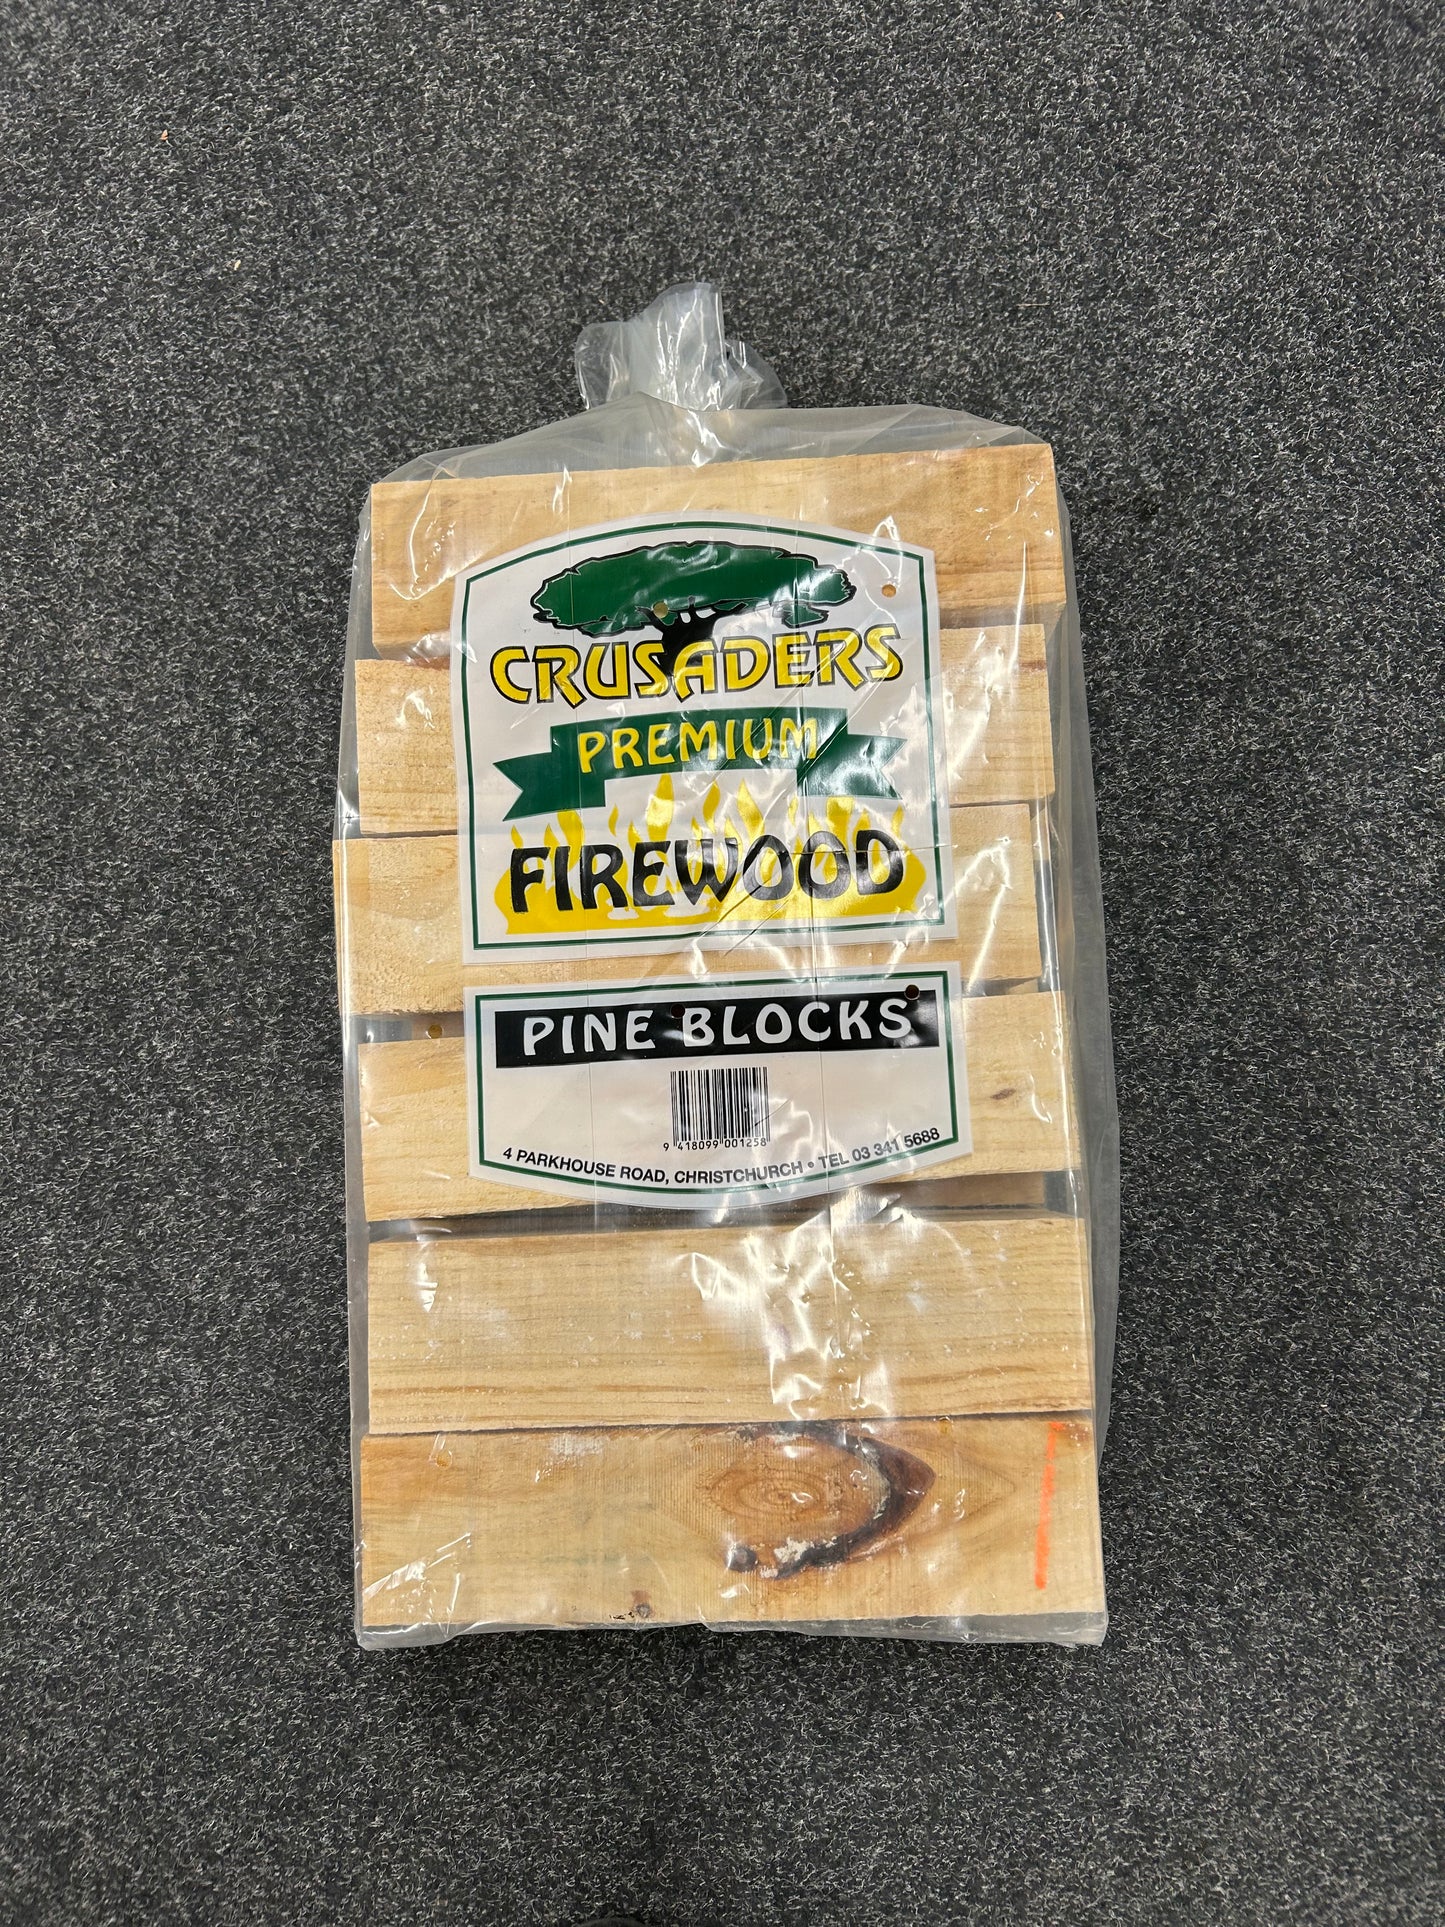 CRUSADERS
PREMIUM
FIREWOOD
PINE BLOCKS
9 418099 001258
4 PARKHOUSE ROAD, CHRISTCHURCH • TEL 03 341 5688